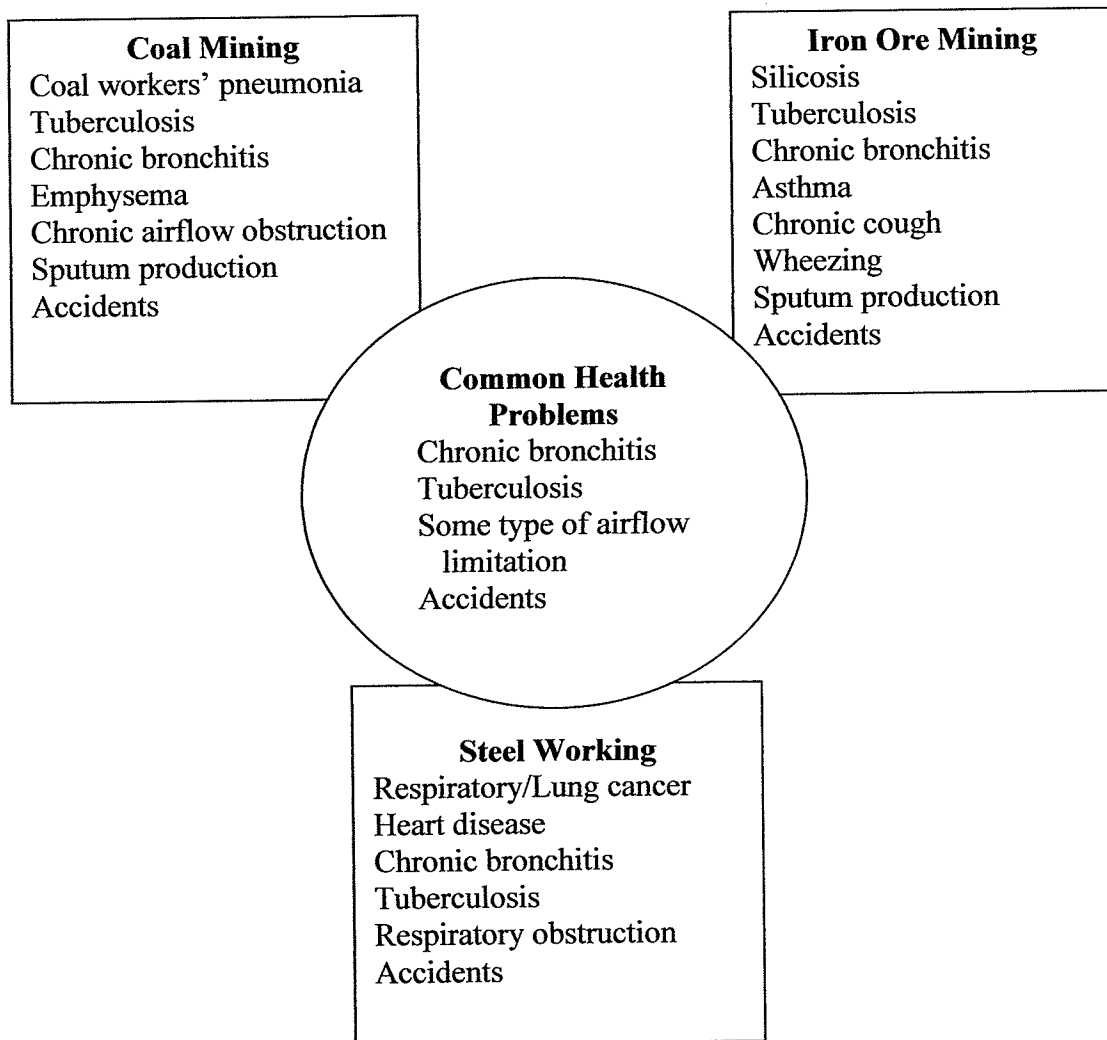 Coal Mining
Coal workers’ pneumonia
Tuberculosis
Chronic bronchitis
Emphysema
Chronic airflow obstruction
Sputum production
Accidents
Iron Ore Mining
Silicosis
Tuberculosis
Chronic bronchitis
Asthma
Chronic cough
Wheezing
Sputum production
Accidents
Common Health
Problems
Chronic bronchitis
Tuberculosis
Some type of airflow
limitation
Accidents
Steel Working
Respiratory/Lung cancer
Heart disease
Chronic bronchitis
Tuberculosis
Respiratory obstruction
Accidents